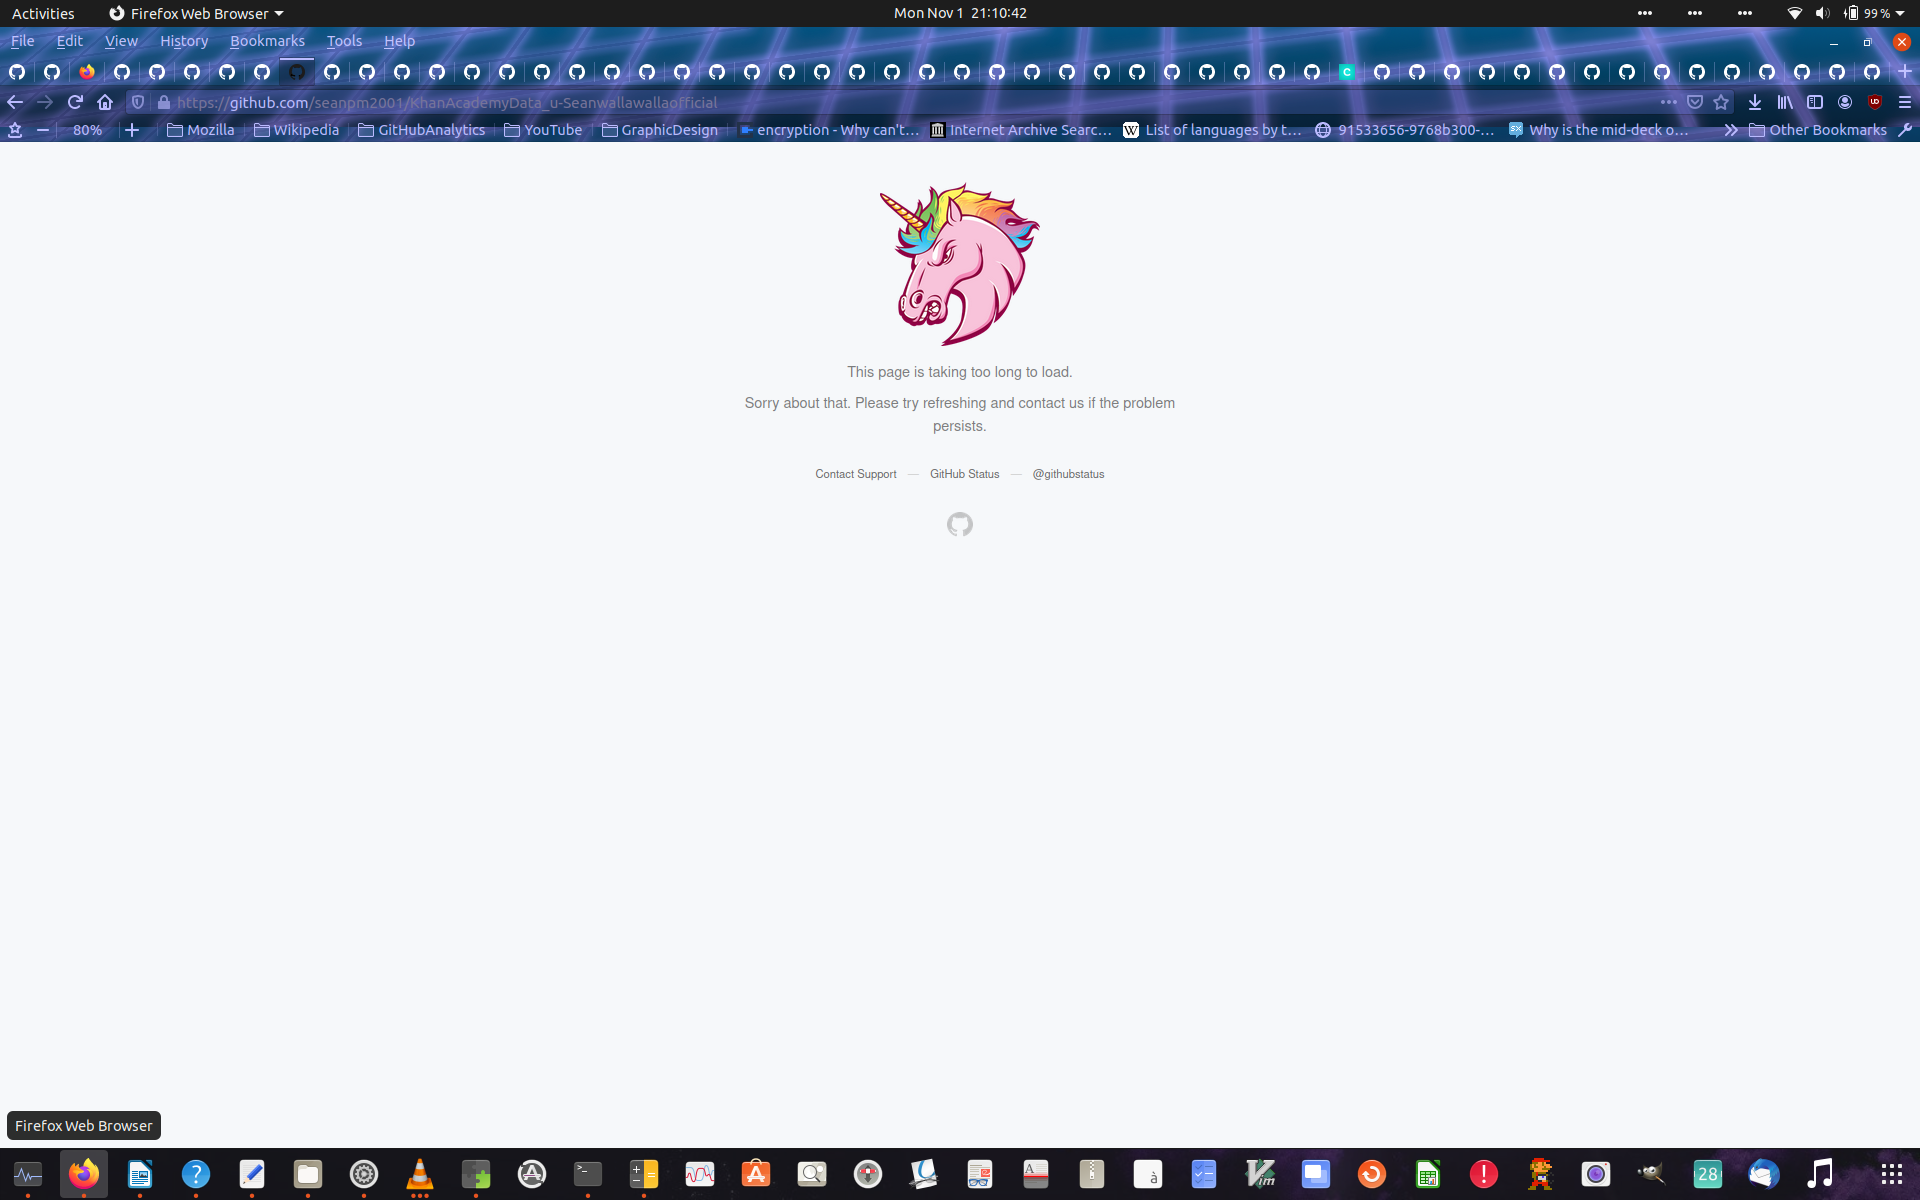 Activities Firefox Web Browser Mon Nov 1 21:10:42 99 %
File Edit View History Bookmarks Tools Help
https://github.com/seanpm2001/KhanAcademyData_u-Seanwallawallaofficial
80% Mozilla Wikipedia GitHubAnalytics YouTube GraphicDesign encryption - Why can't... Internet Archive Searc... List of languages by t... 91533656-9768b300-... Why is the mid-deck o... Other Bookmarks
This page is taking too long to load.
Sorry about that. Please try refreshing and contact us if the problem
persists.
Contact Support — GitHub Status — @githubstatus
Firefox Web Browser
28